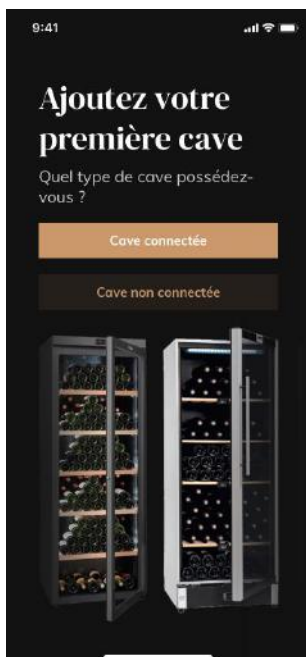 9:41
Ajoutez votre
première cave
Quel type de cave possédez-
vous ?
Cave connectée
Cave non connectée